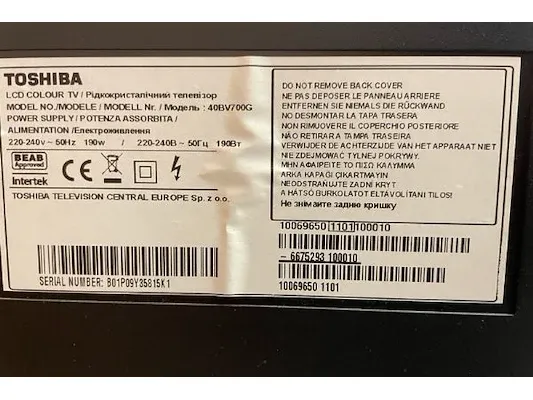 TOSHIBA
LCD COLOUR TV / Рідкокристалічний телевізор
MODEL NO./MODELE / MODELL Nr. / Модель : 40BV700G
POWER SUPPLY / POTENZA ASSORBITA /
ALIMENTATION /Електроживлення
220-240v ~ 50Hz 190w / 220-240В ~ 50Гц 190Вт
BEAB
Approved
Intertek
CE
TOSHIBA TELEVISION CENTRAL EUROPE Sp. z o.o.
SERIAL NUMBER: B01P09Y35815K1
DO NOT REMOVE BACK COVER
NE PAS DEPOSER LE PANNEAU ARRIERE
ENTFERNEN SIE NIEMALS DIE RÜCKWAND
NO DESMONTAR LA TAPA TRASERA
NON RIMUOVERE IL COPERCHIO POSTERIORE
NÃO RETIRAR A TAMPA TRASEIRA
VERWIJDER DE ACHTERZIJDE VAN HET APPARAAT NIET
NIE ZDEJMOWAĆ TYLNEJ POKRYWY.
ΜΗΝ ΑΦΑΙΡΕΙΤΕ ΤΟ ΠΙΣΩ ΚΑΛΥΜΜΑ
ARKA KAPAĞI ÇIKARTMAYIN
NEODSTRAŇUJTE ZADNÍ KRYT
A HÁTSÓ BURKOLATOT ELTÁVOLÍTANI TILOS!
Не знімайте задню кришку
10069650 1101 100010
- 6675293 100010
10069650 1101